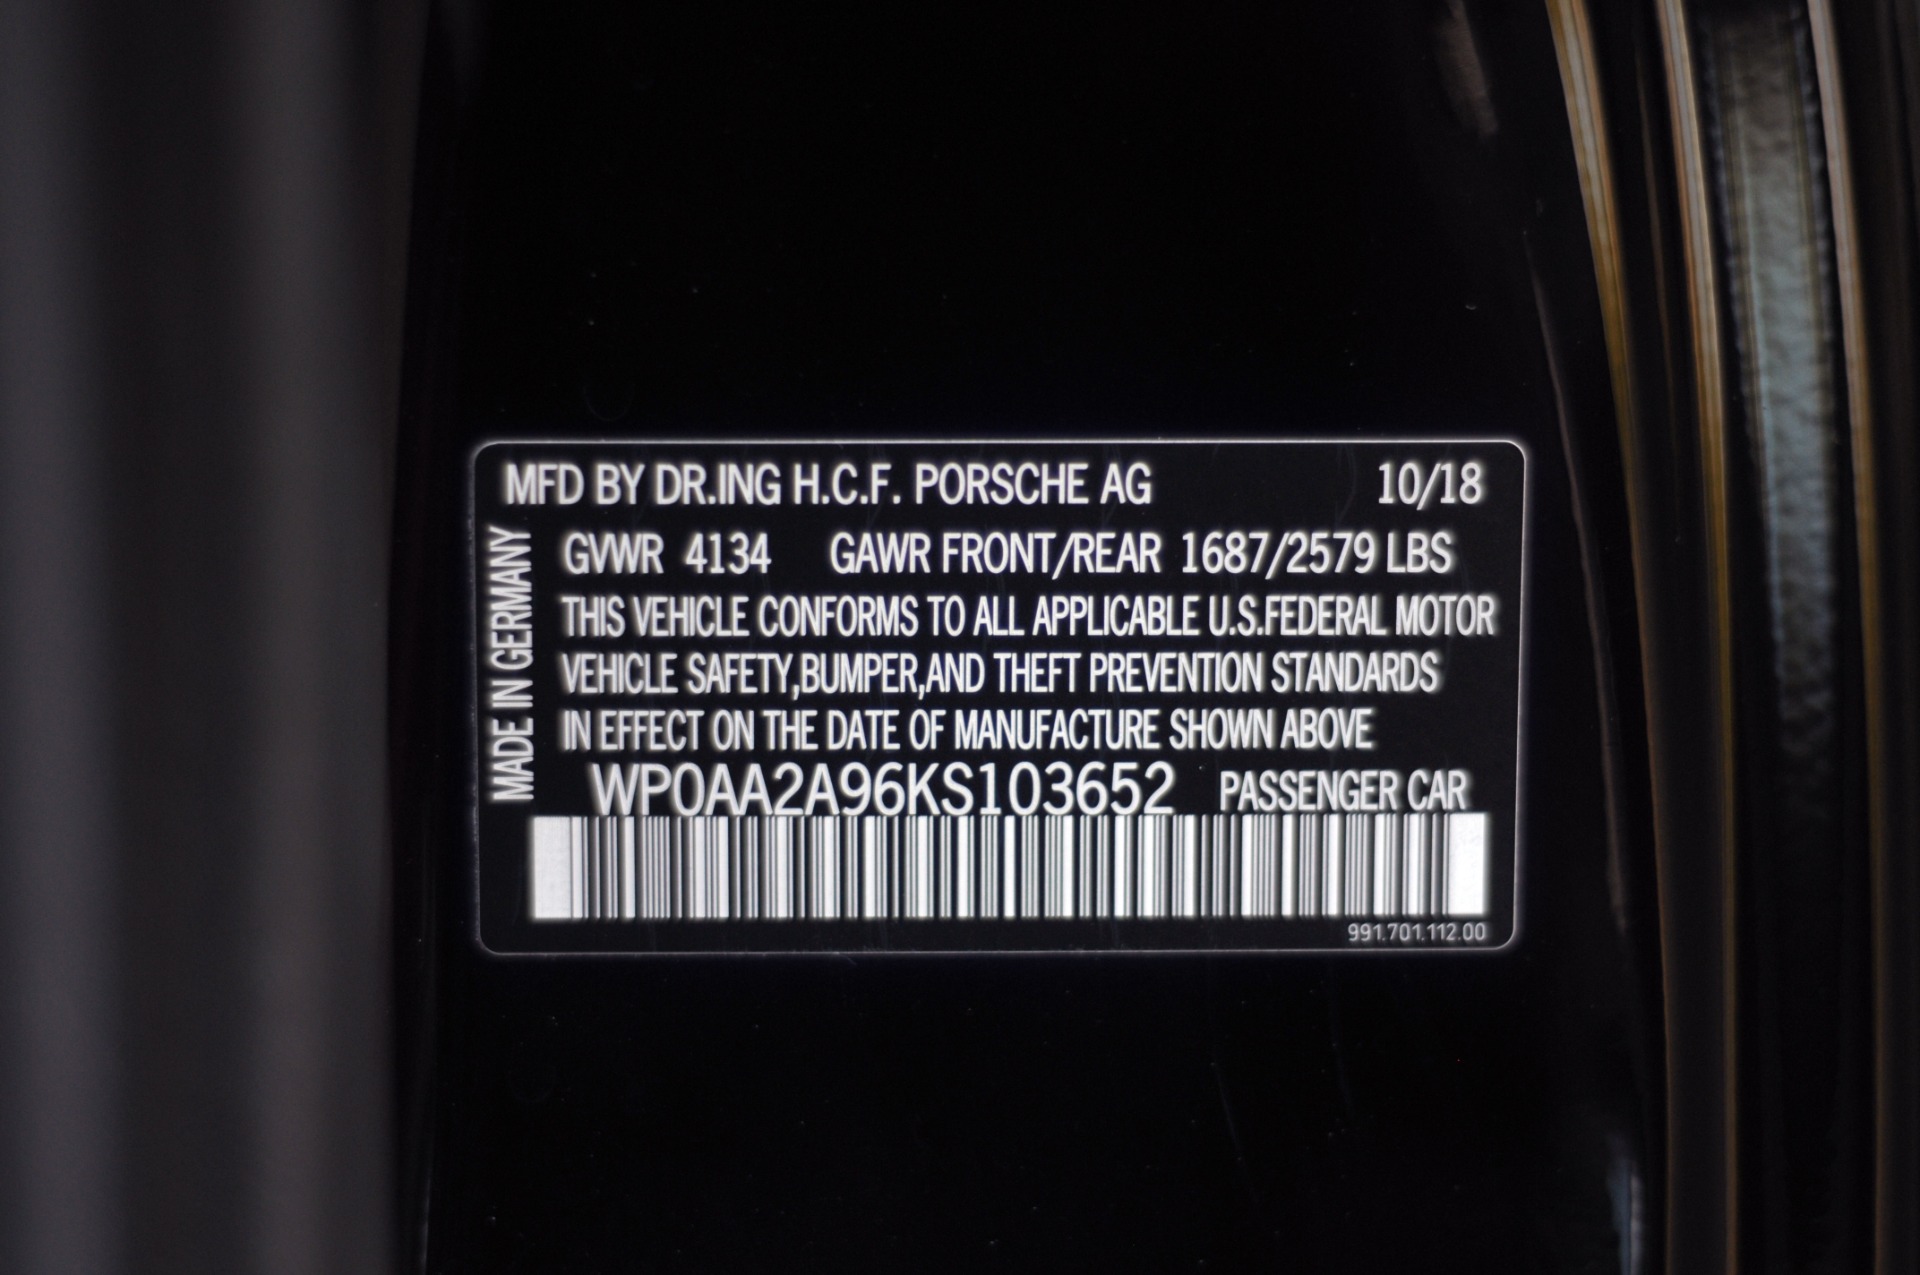 MFD BY DR.ING H.C.F. PORSCHE AG 10/18
MADE IN GERMANY
GVWR 4134 GAWR FRONT/REAR 1687/2579 LBS
THIS VEHICLE CONFORMS TO ALL APPLICABLE U.S.FEDERAL MOTOR
VEHICLE SAFETY,BUMPER,AND THEFT PREVENTION STANDARDS
IN EFFECT ON THE DATE OF MANUFACTURE SHOWN ABOVE
WP0AA2A96KS103652 PASSENGER CAR
991.701.112.00